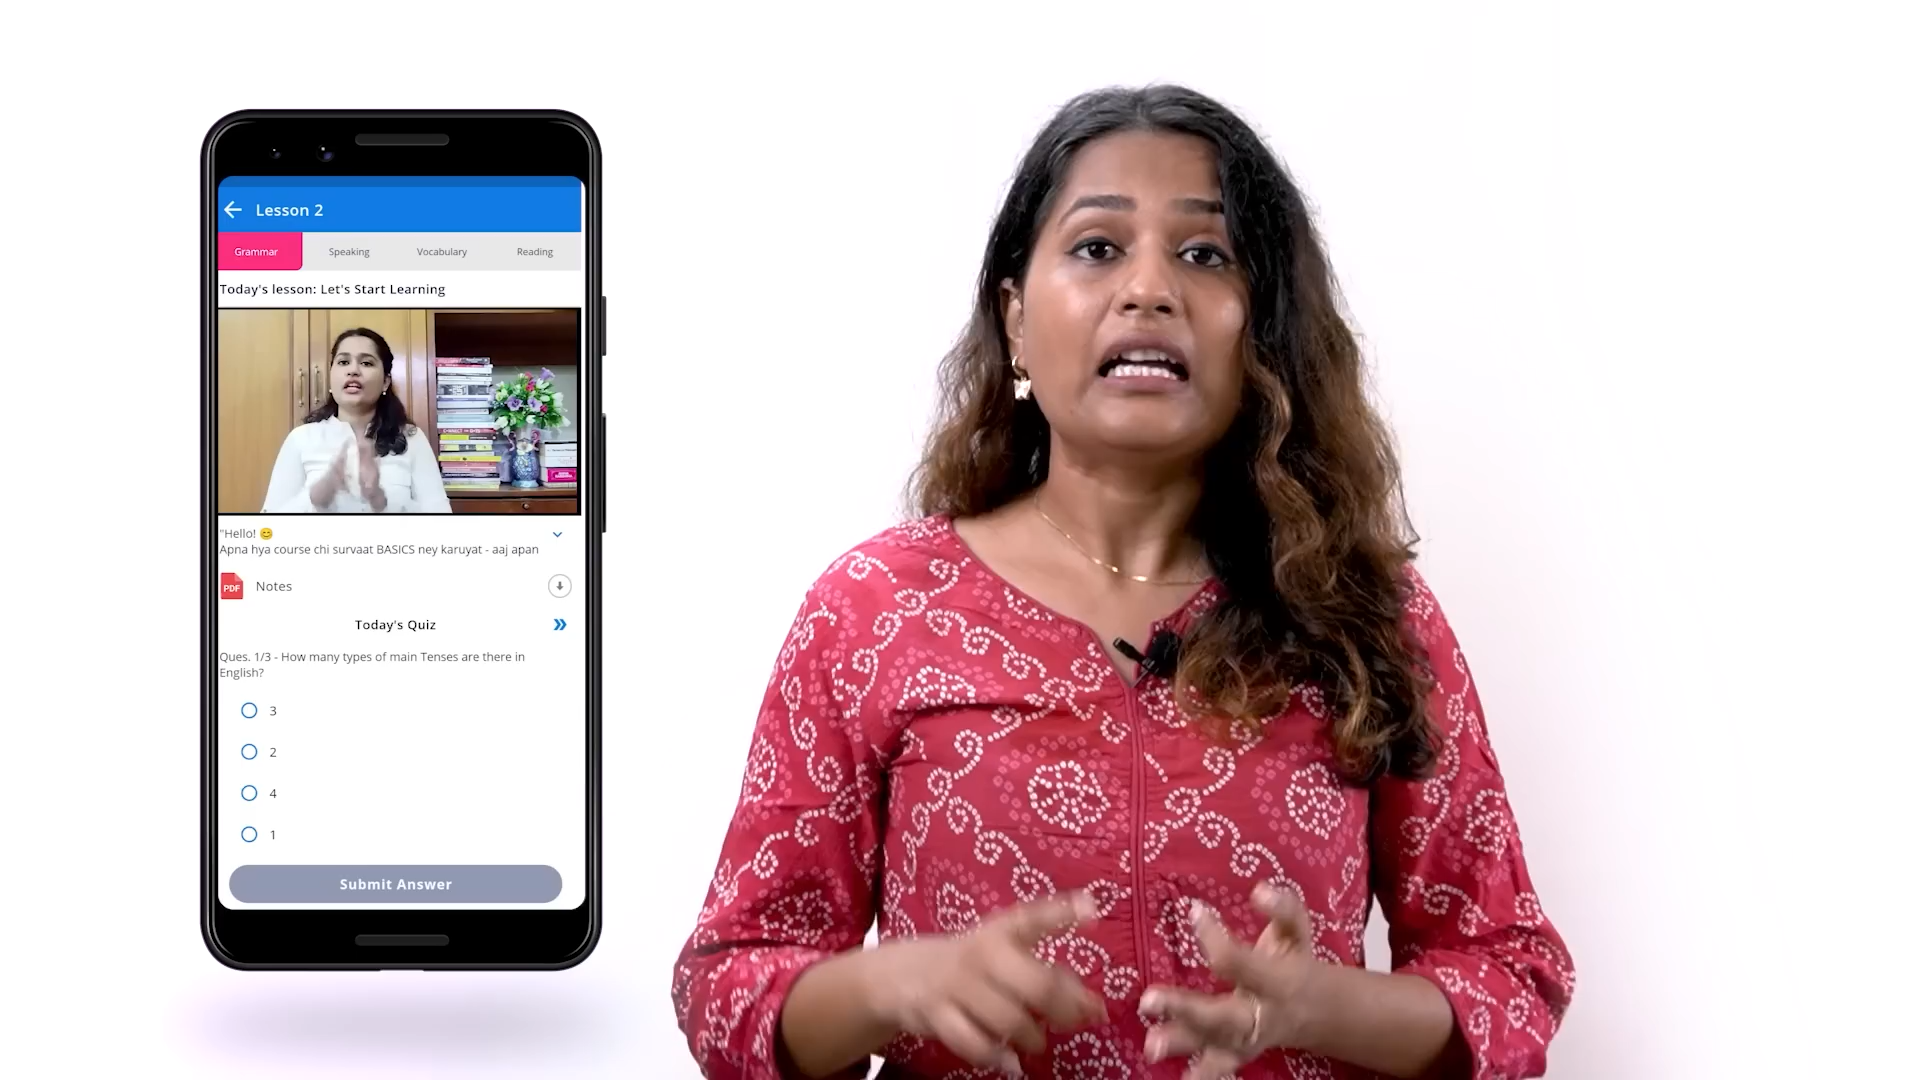 Lesson 2
Grammar Speaking Vocabulary Reading
Today's lesson: Let's Start Learning
"Hello! 😊
Apna hya course chi survaat BASICS ney karuyat - aaj apan
PDF Notes
Today's Quiz
Ques. 1/3 - How many types of main Tenses are there in
English?
3
2
4
1
Submit Answer